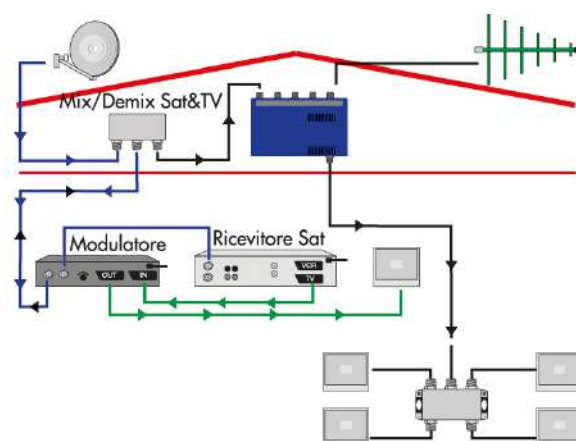 Mix/Demix Sat&TV
Modulatore
Ricevitore Sat
OUT
IN
VCR
TV